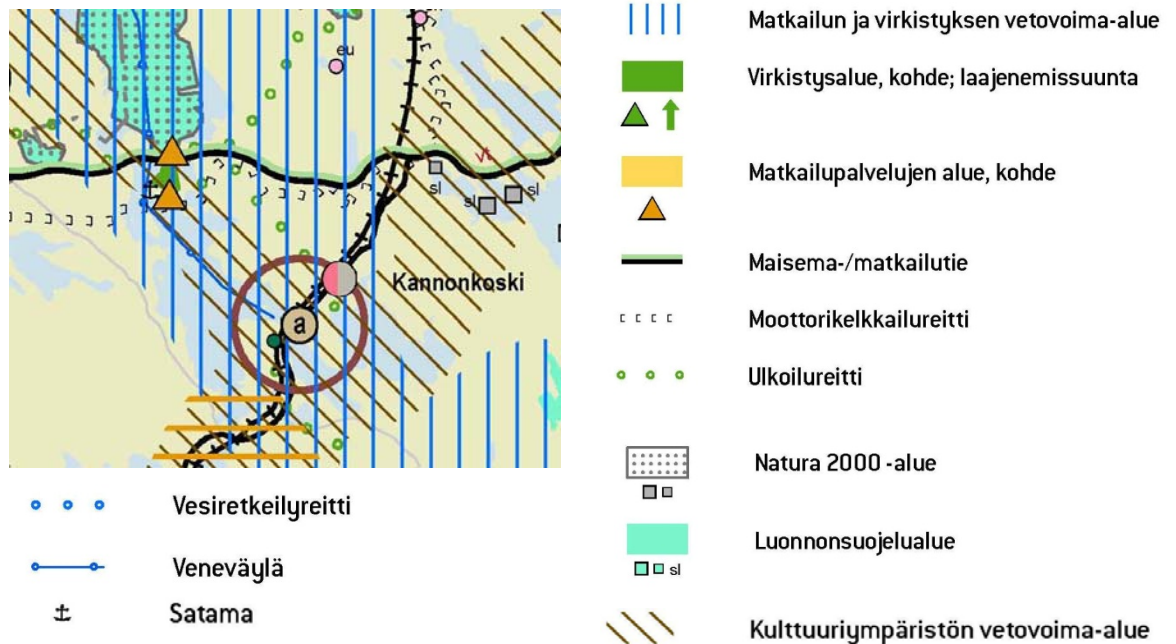 eu
vt
sl
sl
sl
Kannonkoski
a
Vesiretkeilyreitti
Veneväylä
Satama
Matkailun ja virkistyksen vetovoima-alue
Virkistysalue, kohde; laajenemissuunta
Matkailupalvelujen alue, kohde
Maisema-/matkailutie
Moottorikelkkailureitti
Ulkoilureitti
Natura 2000 -alue
Luonnonsuojelualue
sl
Kulttuuriympäristön vetovoima-alue